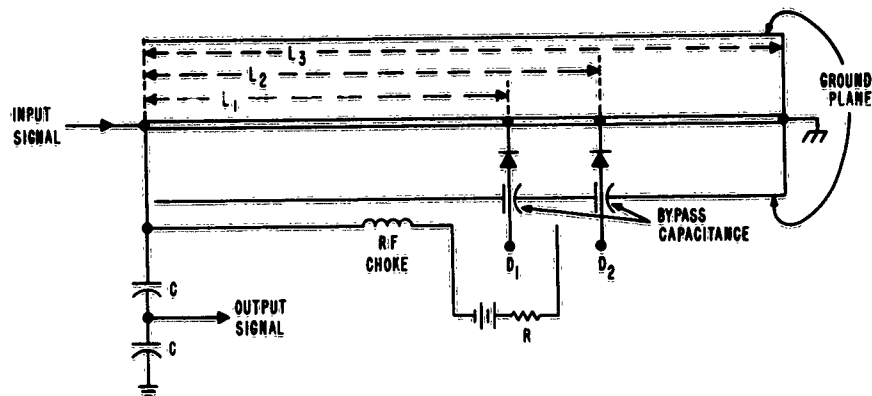 L3
L2
L1
GROUND
PLANE
INPUT
SIGNAL
BYPASS
CAPACITANCE
RF
CHOKE
D1
D2
C
OUTPUT
SIGNAL
R
C